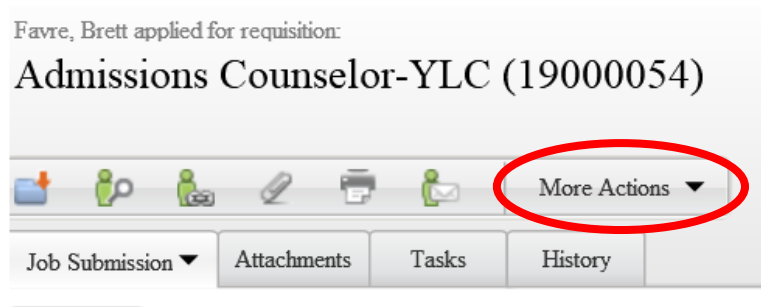 Favre, Brett applied for requisition:
Admissions Counselor-YLC (19000054)
More Actions
Job Submission Attachments Tasks History